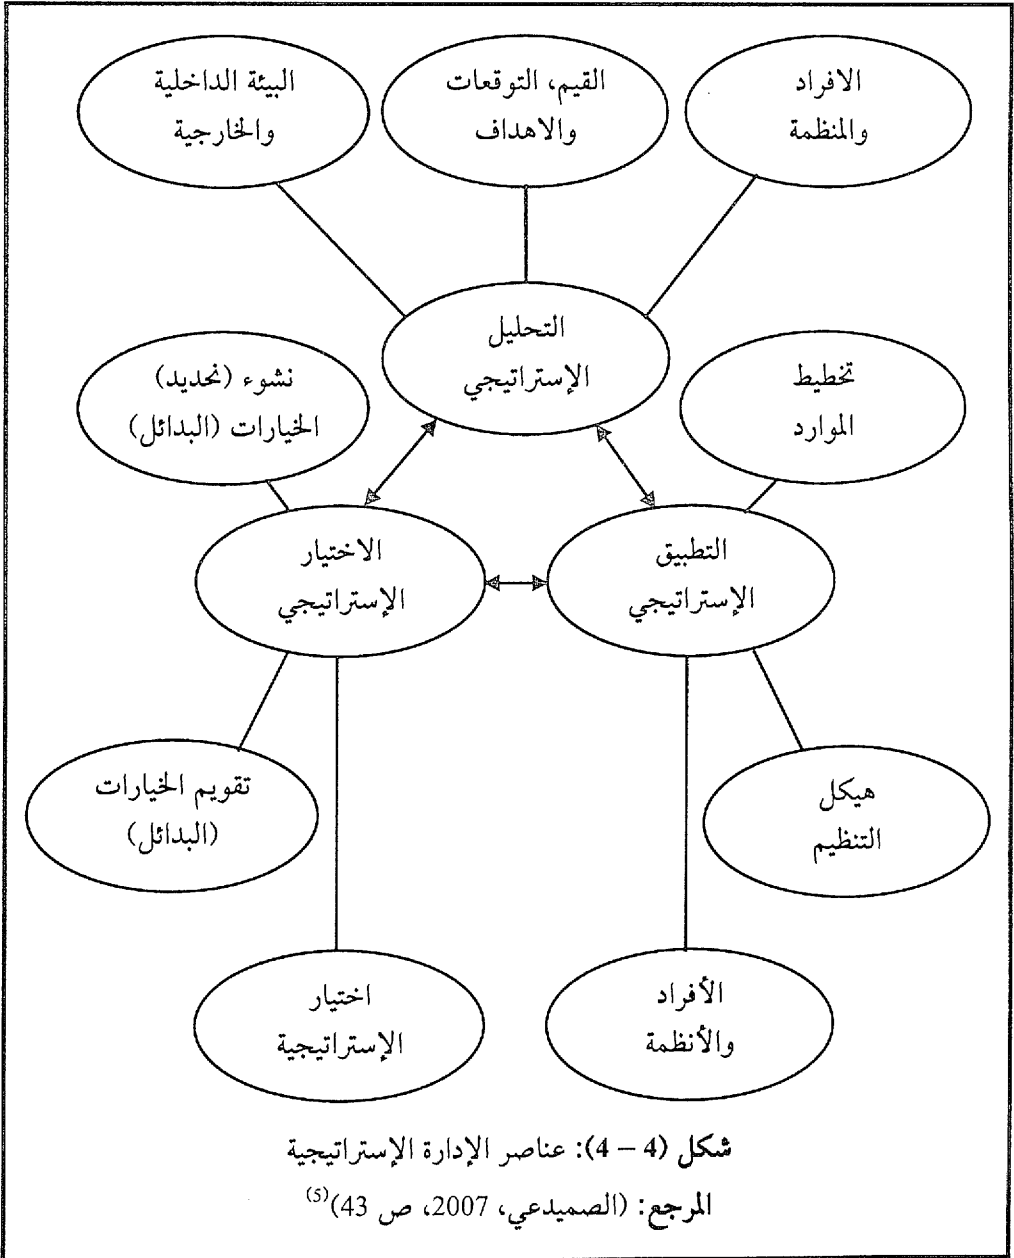 الافراد
والمنظمة
القيم، التوقعات
والاهداف
البيئة الداخلية
والخارجية
التحليل
الإستراتيجي
تخطيط
الموارد
نشوء (تحديد)
الخيارات (البدائل)
التطبيق
الإستراتيجي
الاختيار
الإستراتيجي
هيكل
التنظيم
تقويم الخيارات
(البدائل)
الأفراد
والأنظمة
اختيار
الإستراتيجية
شكل (4 – 4): عناصر الإدارة الإستراتيجية
المرجع: (الصميدعي، 2007، ص 43)(5)